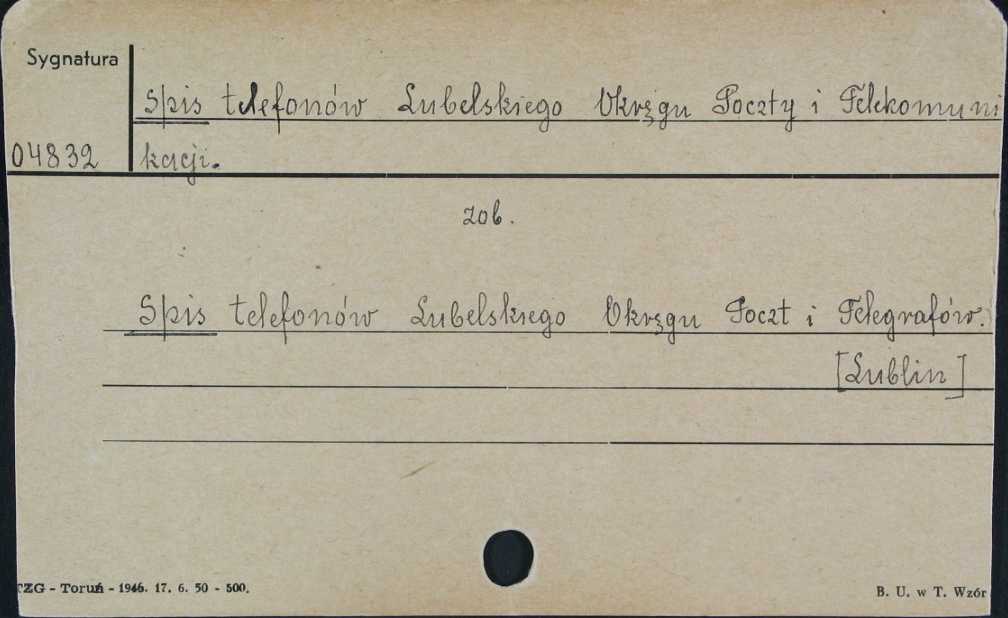 Sygnatura
Spis telefonów Lubelskiego Okręgu Poczty i Telekomuni
04832 kacji.
zob.
Spis telefonów Lubelskiego Okręgu Poczt i Telegrafów.
[Lublin]
TZG - Toruń - 1946. 17. 6. 50 - 500. B. U. w T. Wzór